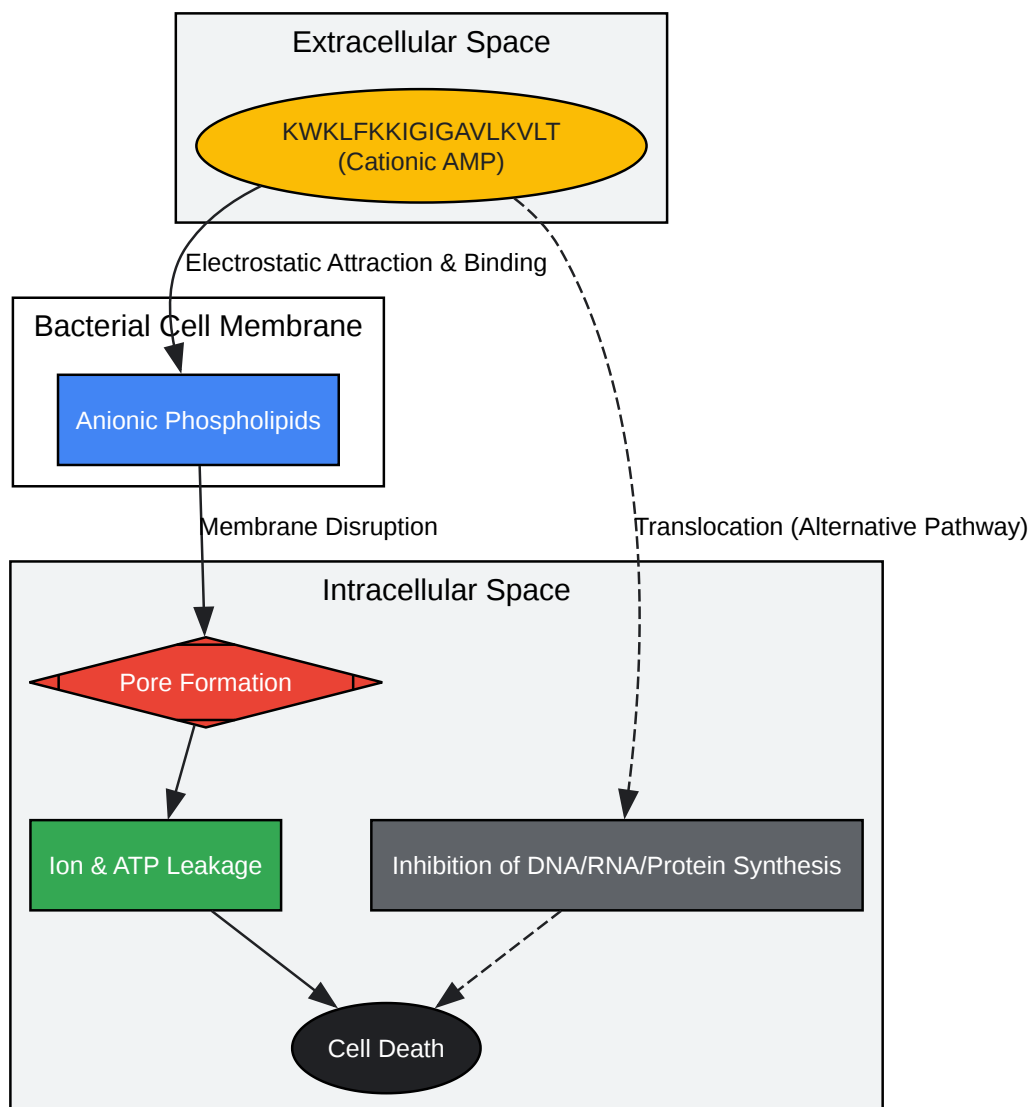 Extracellular Space
KWKLFKKIGIGAVLKVLT
(Cationic AMP)
Electrostatic Attraction & Binding
Bacterial Cell Membrane
Anionic Phospholipids
Membrane Disruption
Translocation (Alternative Pathway)
Intracellular Space
Pore Formation
Ion & ATP Leakage
Inhibition of DNA/RNA/Protein Synthesis
Cell Death